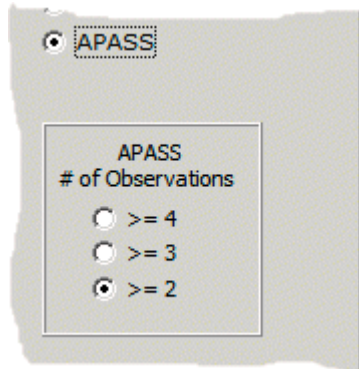 APASS
APASS
# of Observations
>= 4
>= 3
>= 2